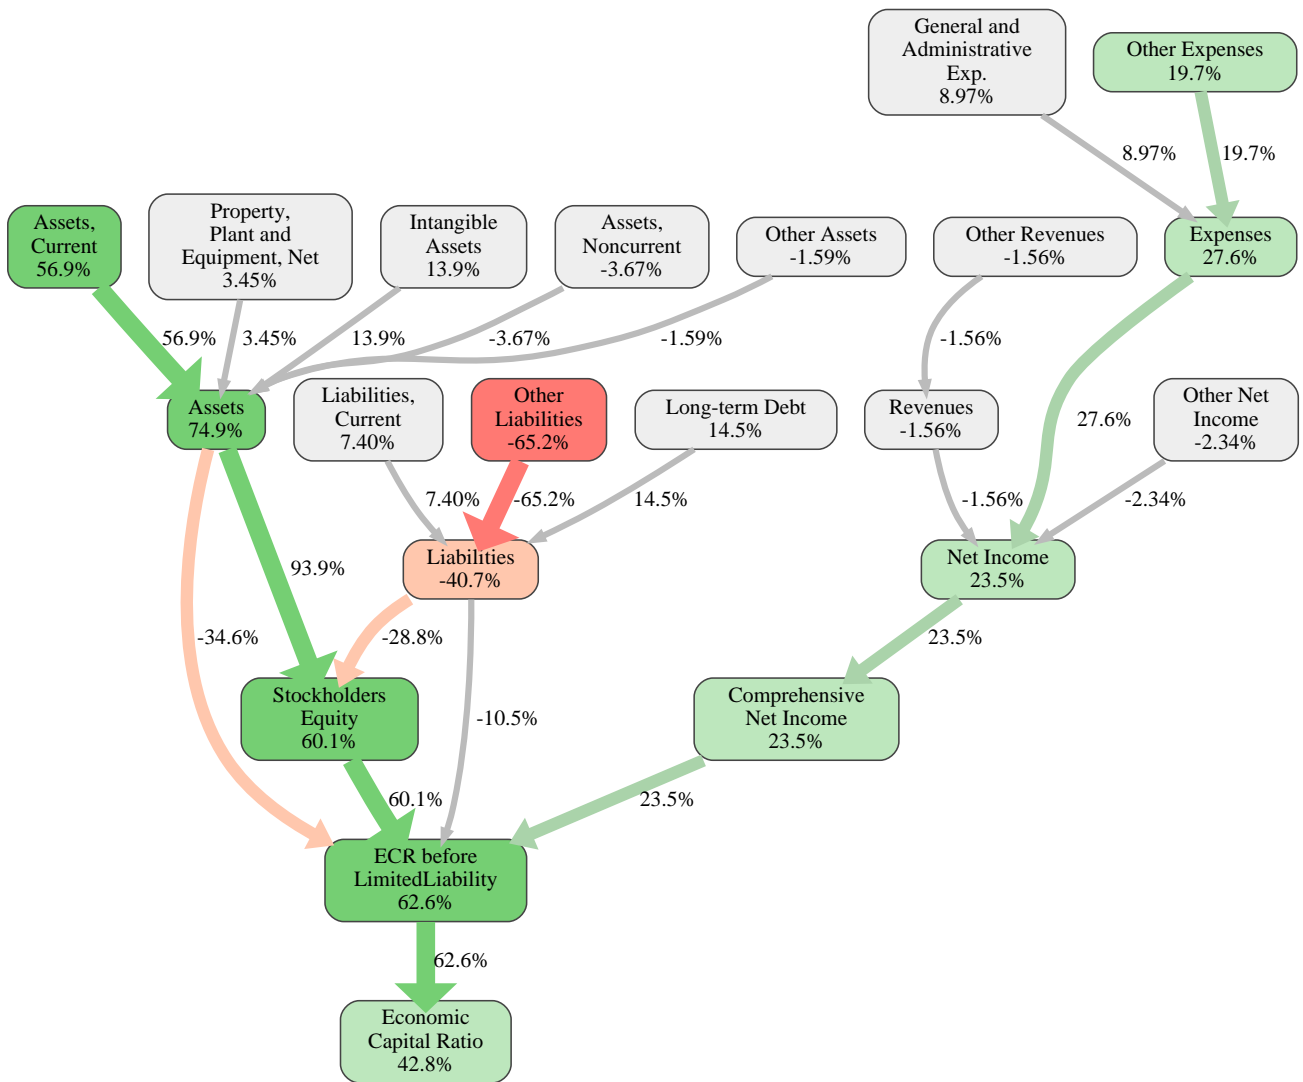 General and
Administrative
Exp.
8.97%
Other Expenses
19.7%
8.97%
19.7%
Assets,
Current
56.9%
Property,
Plant and
Equipment, Net
3.45%
Intangible
Assets
13.9%
Assets,
Noncurrent
-3.67%
Other Assets
-1.59%
Other Revenues
-1.56%
Expenses
27.6%
56.9%
3.45%
13.9%
-3.67%
-1.59%
-1.56%
27.6%
Assets
74.9%
Liabilities,
Current
7.40%
Other
Liabilities
-65.2%
Long-term Debt
14.5%
Revenues
-1.56%
Other Net
Income
-2.34%
7.40%
-65.2%
14.5%
-1.56%
-2.34%
93.9%
Liabilities
-40.7%
Net Income
23.5%
-34.6%
-28.8%
23.5%
-10.5%
Stockholders
Equity
60.1%
Comprehensive
Net Income
23.5%
60.1%
23.5%
ECR before
LimitedLiability
62.6%
62.6%
Economic
Capital Ratio
42.8%